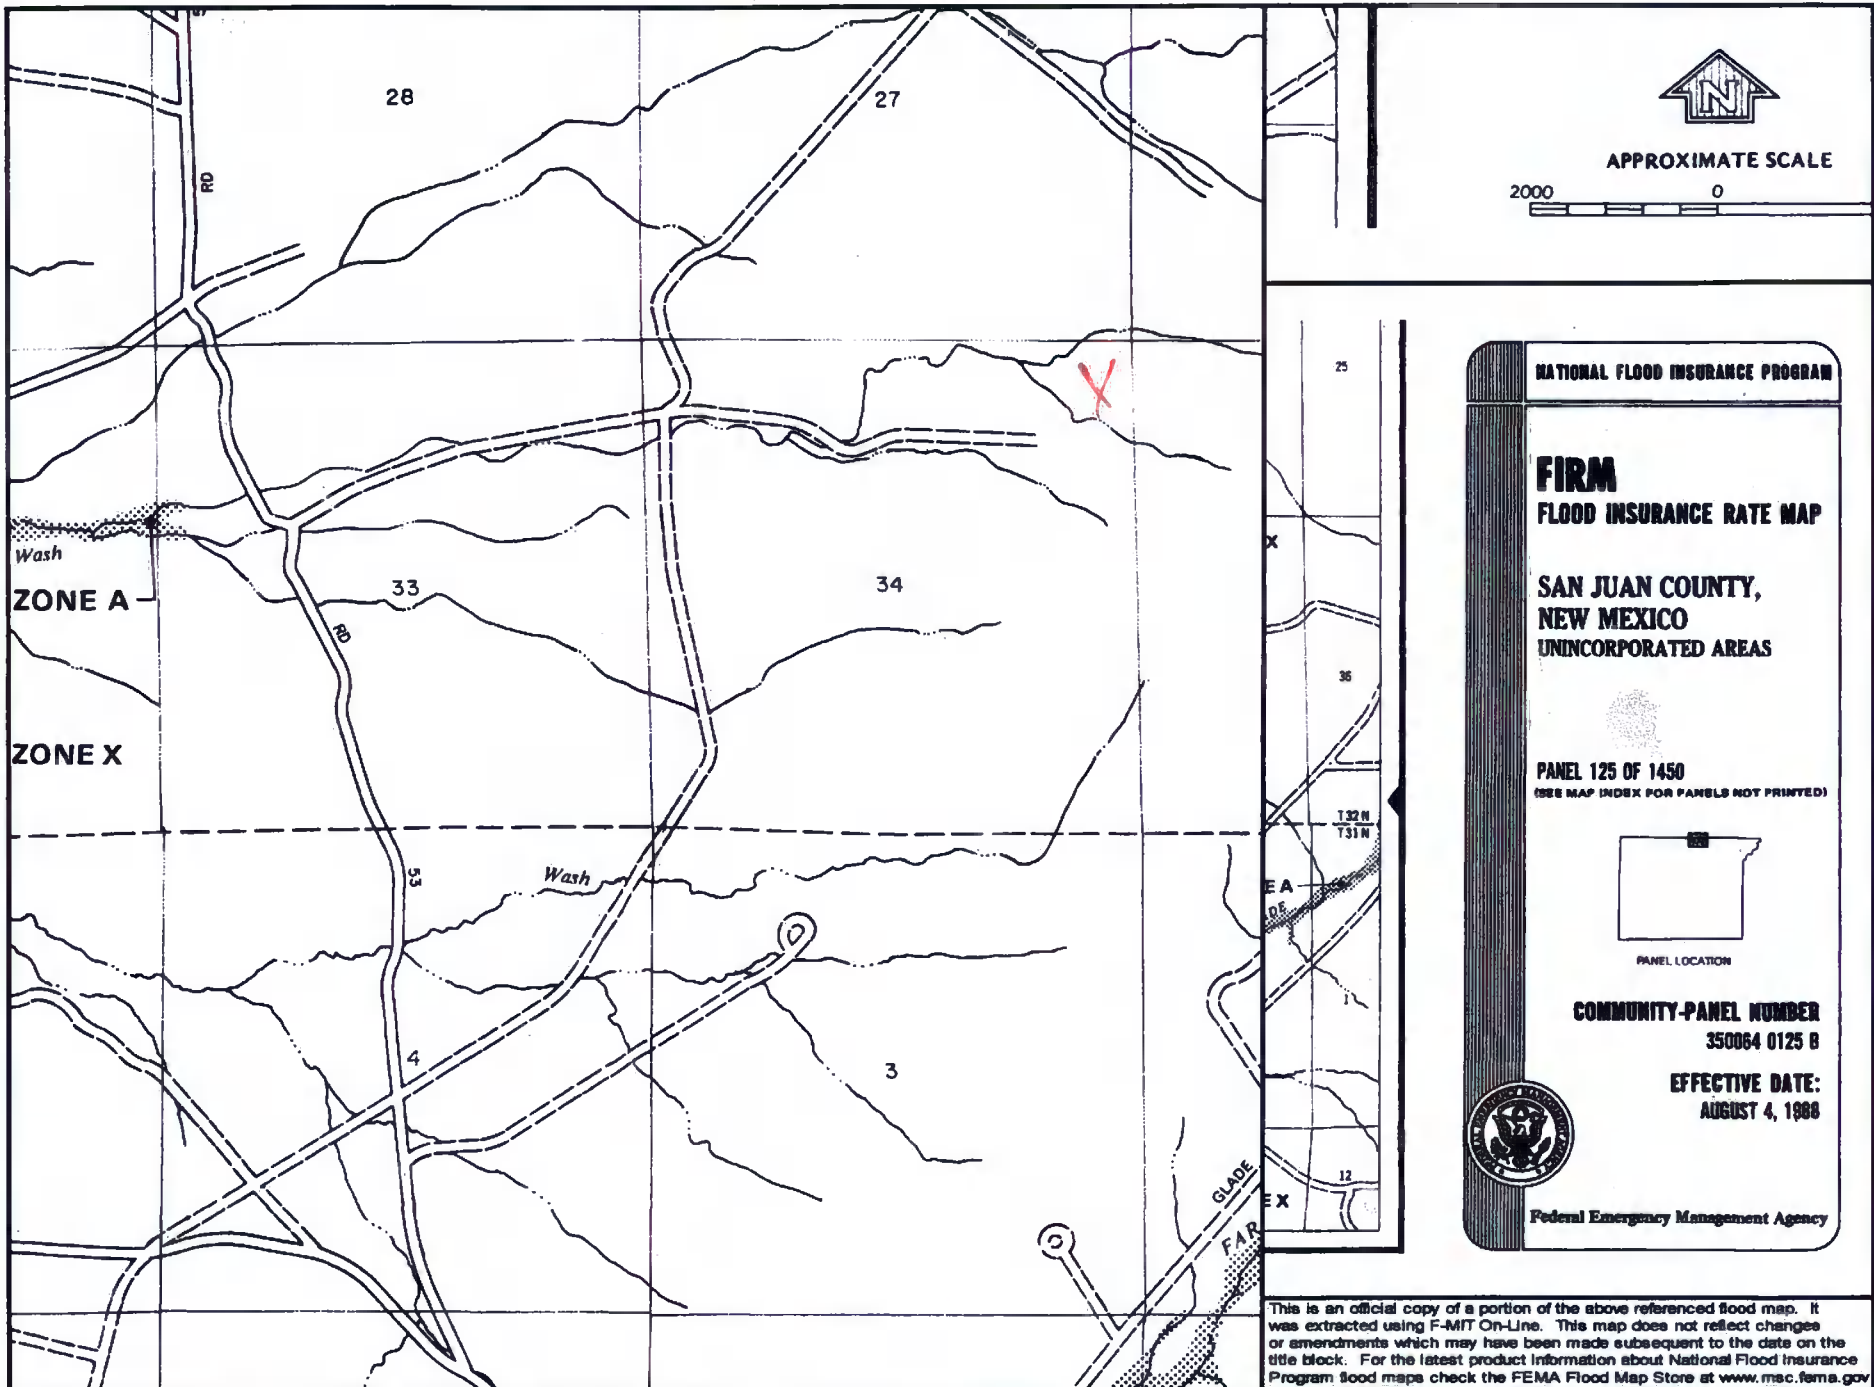 28
27
RD
33
34
Wash
ZONE A
RD
ZONE X
53
Wash
4
3
GLADE
FAR
N
APPROXIMATE SCALE
2000 0
25
X
36
T32N
T31N
E A
DE
1
12
E X
NATIONAL FLOOD INSURANCE PROGRAM
FIRM
FLOOD INSURANCE RATE MAP
SAN JUAN COUNTY,
NEW MEXICO
UNINCORPORATED AREAS
PANEL 125 OF 1450
(SEE MAP INDEX FOR PANELS NOT PRINTED)
PANEL LOCATION
COMMUNITY-PANEL NUMBER
350064 0125 B
EFFECTIVE DATE:
AUGUST 4, 1988
Federal Emergency Management Agency
This is an official copy of a portion of the above referenced flood map. It
was extracted using F-MIT On-Line. This map does not reflect changes
or amendments which may have been made subsequent to the date on the
title block. For the latest product information about National Flood Insurance
Program flood maps check the FEMA Flood Map Store at www.msc.fema.gov